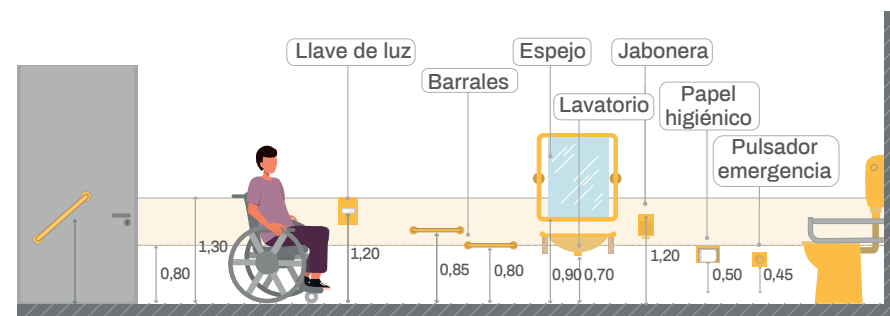 Llave de luz
Espejo
Jabonera
Barrales
Lavatorio
Papel
higiénico
Pulsador
emergencia
1,30
0,80
1,20
0,85
0,80
0,90
0,70
1,20
0,50
0,45